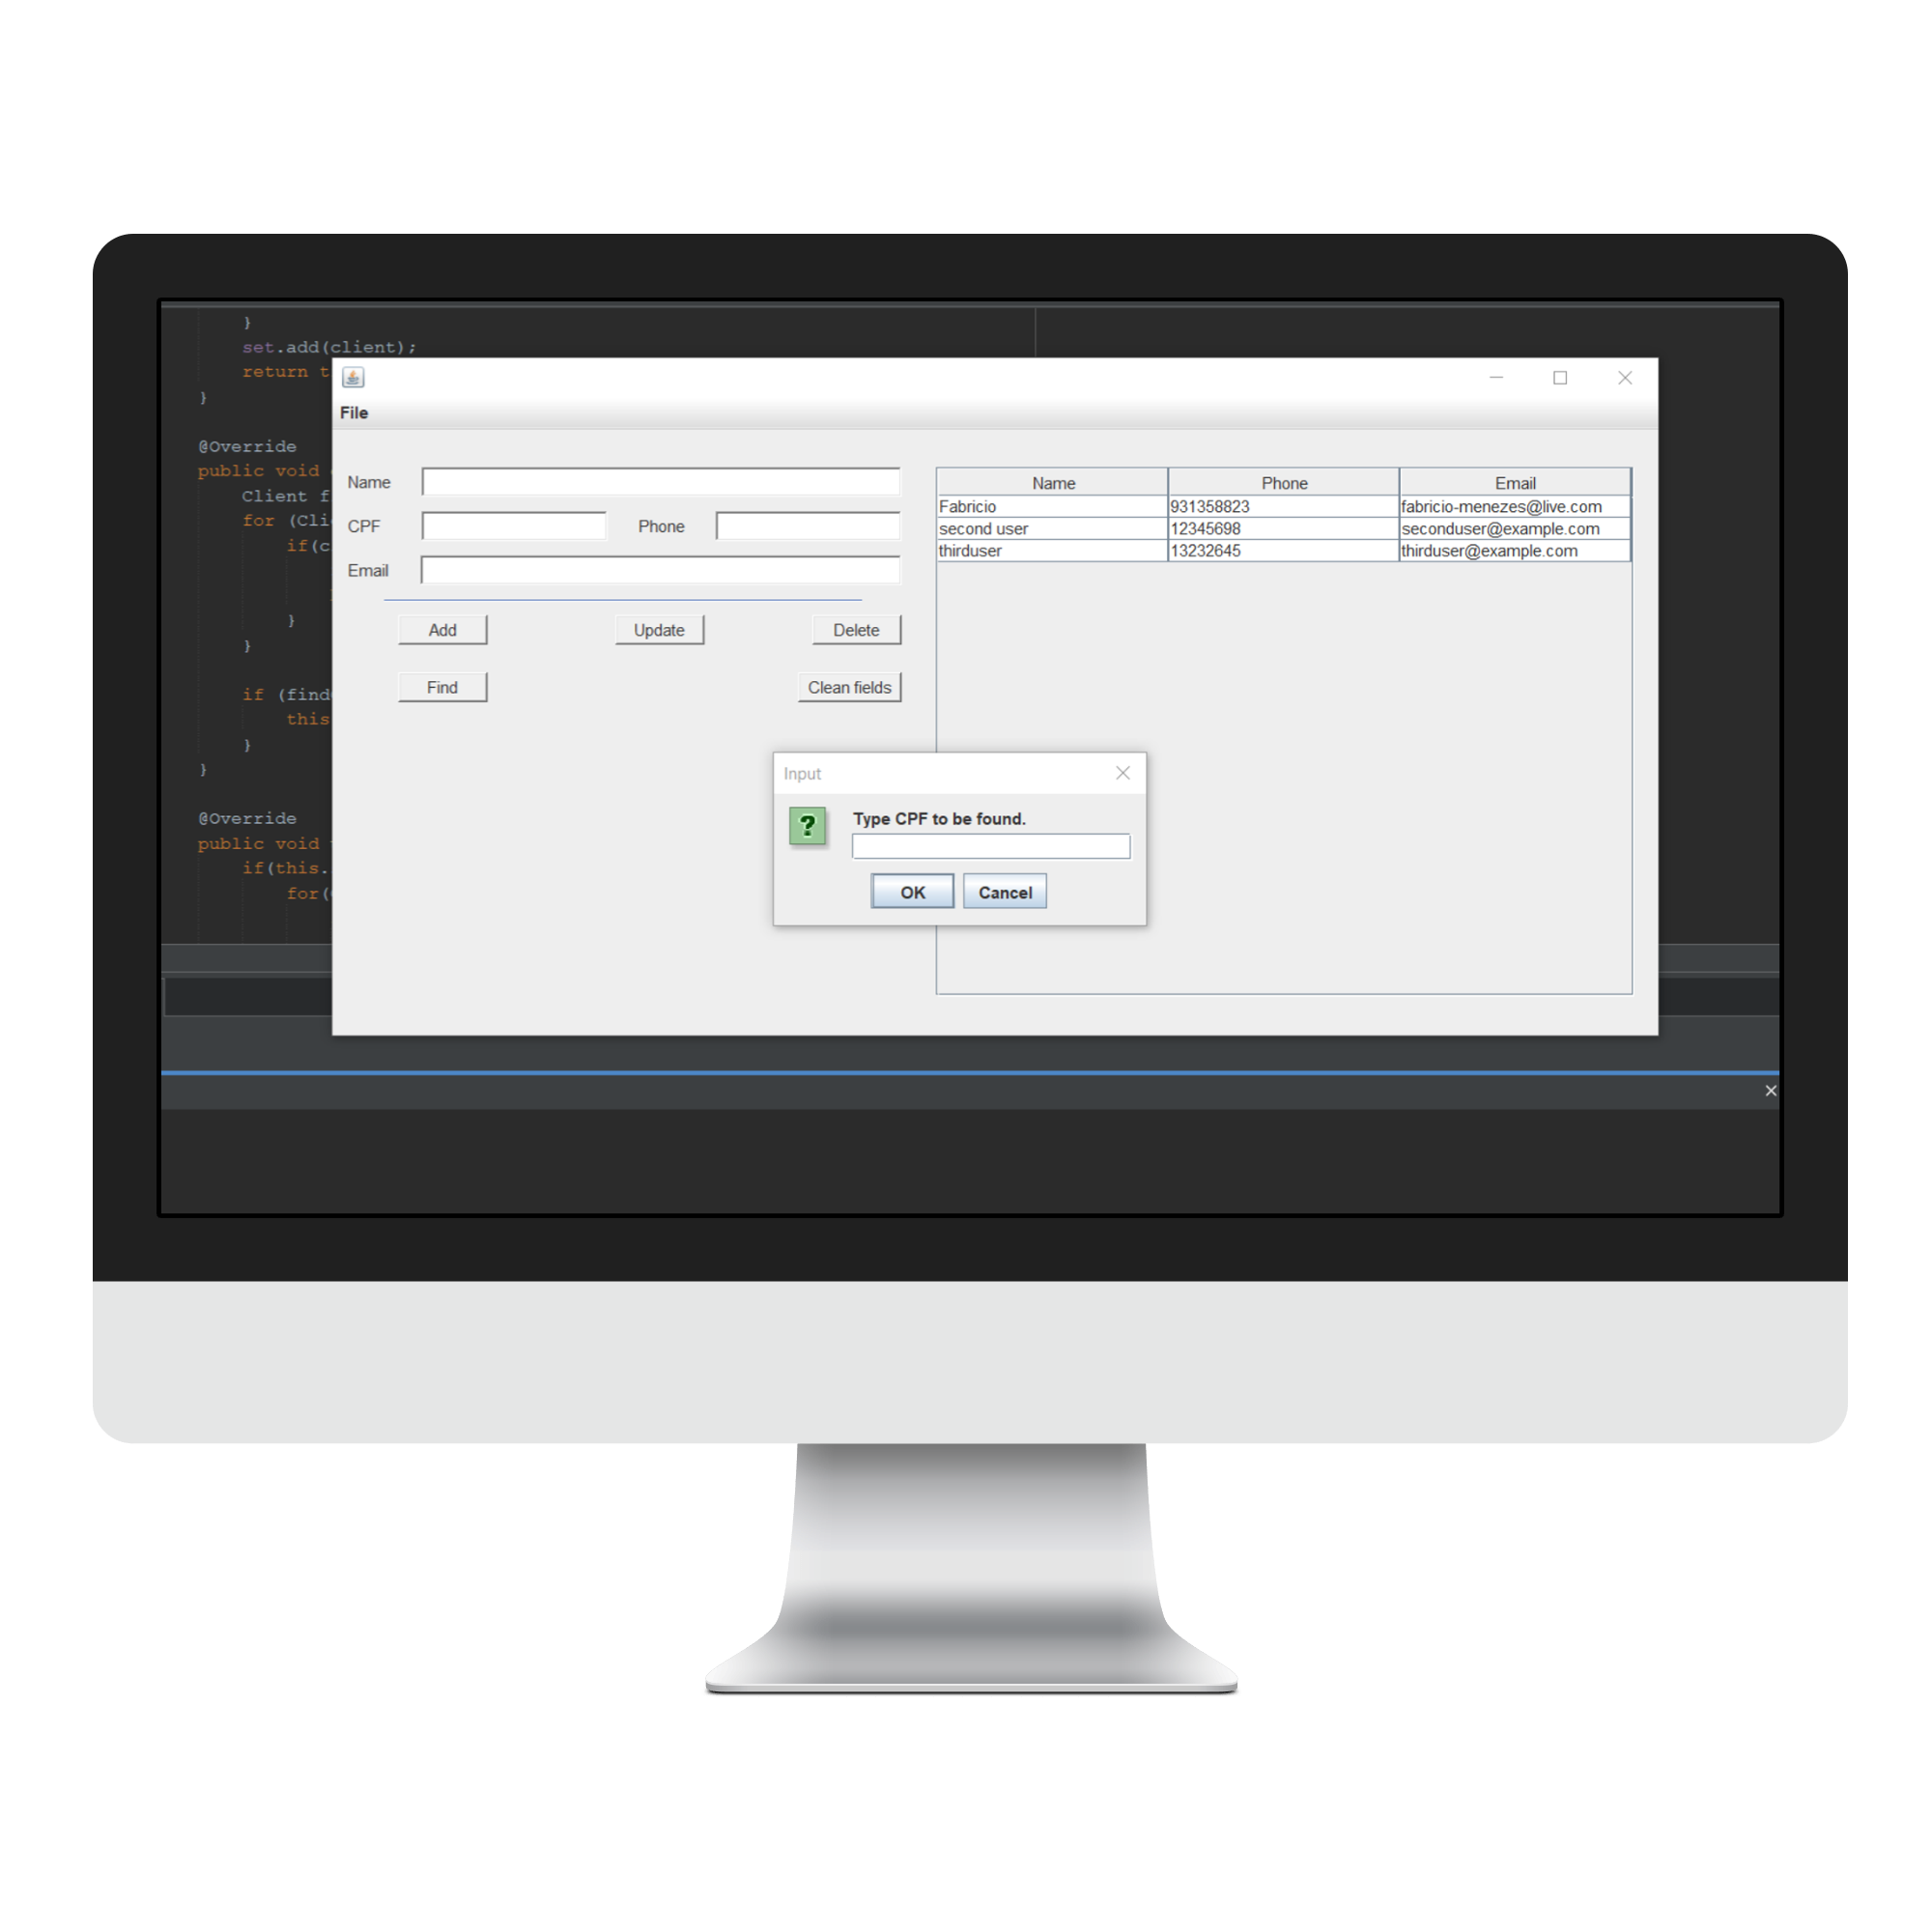 }
set.add(client);
return t
}
@Override
public void
Client f
for (Cli
if(c
}
}
if (find
this
}
}
@Override
public void
if(this.
for(
File
Name
CPF
Phone
Email
Add
Update
Delete
Find
Clean fields
Name Phone Email
Fabricio 931358823 fabricio-menezes@live.com
second user 12345698 seconduser@example.com
thirduser 13232645 thirduser@example.com
Input
?
Type CPF to be found.
OK Cancel